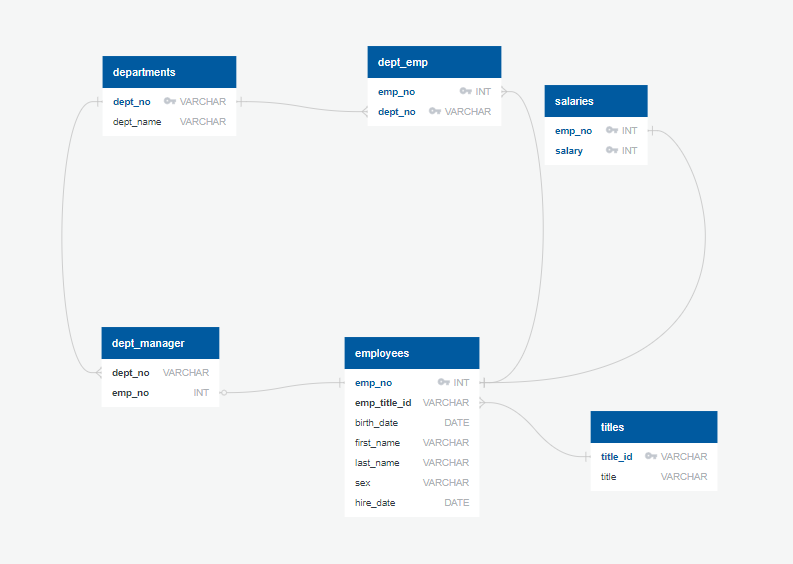 departments
dept_no VARCHAR
dept_name VARCHAR
dept_emp
emp_no INT
dept_no VARCHAR
salaries
emp_no INT
salary INT
dept_manager
dept_no VARCHAR
emp_no INT
employees
emp_no INT
emp_title_id VARCHAR
birth_date DATE
first_name VARCHAR
last_name VARCHAR
sex VARCHAR
hire_date DATE
titles
title_id VARCHAR
title VARCHAR